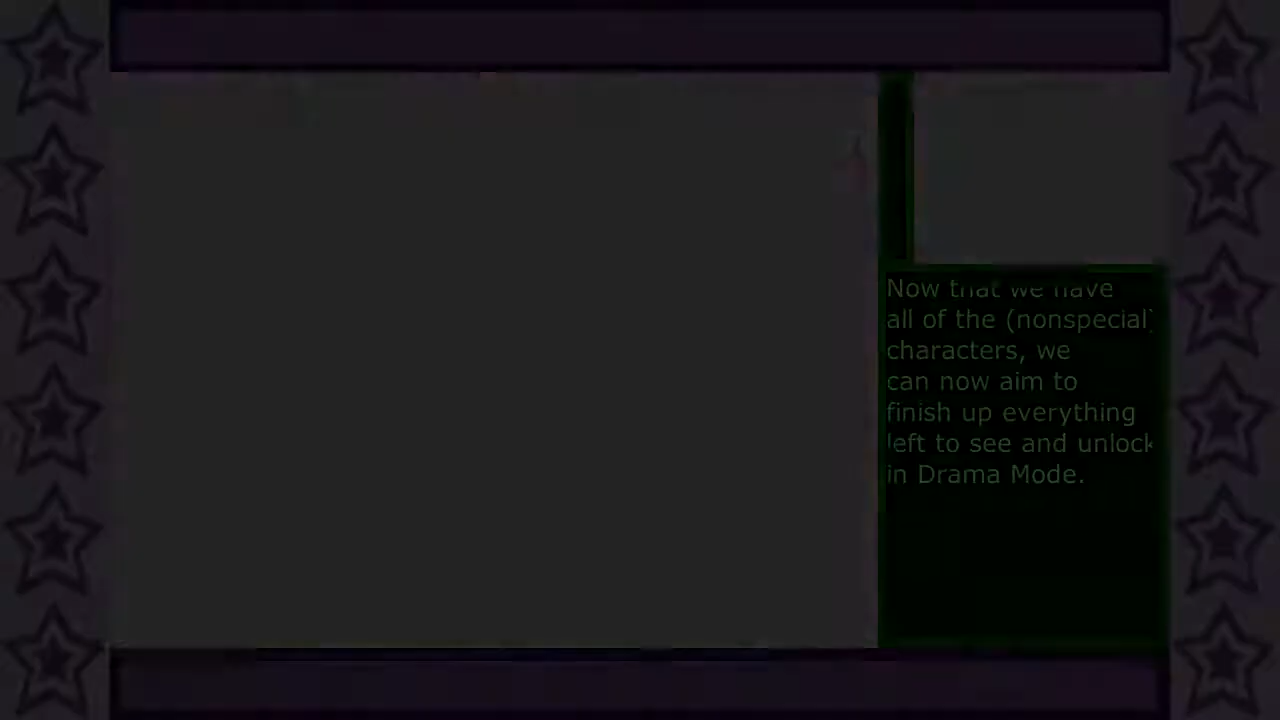 Now that we have
all of the (nonspecial)
characters, we
can now aim to
finish up everything
left to see and unlock
in Drama Mode.